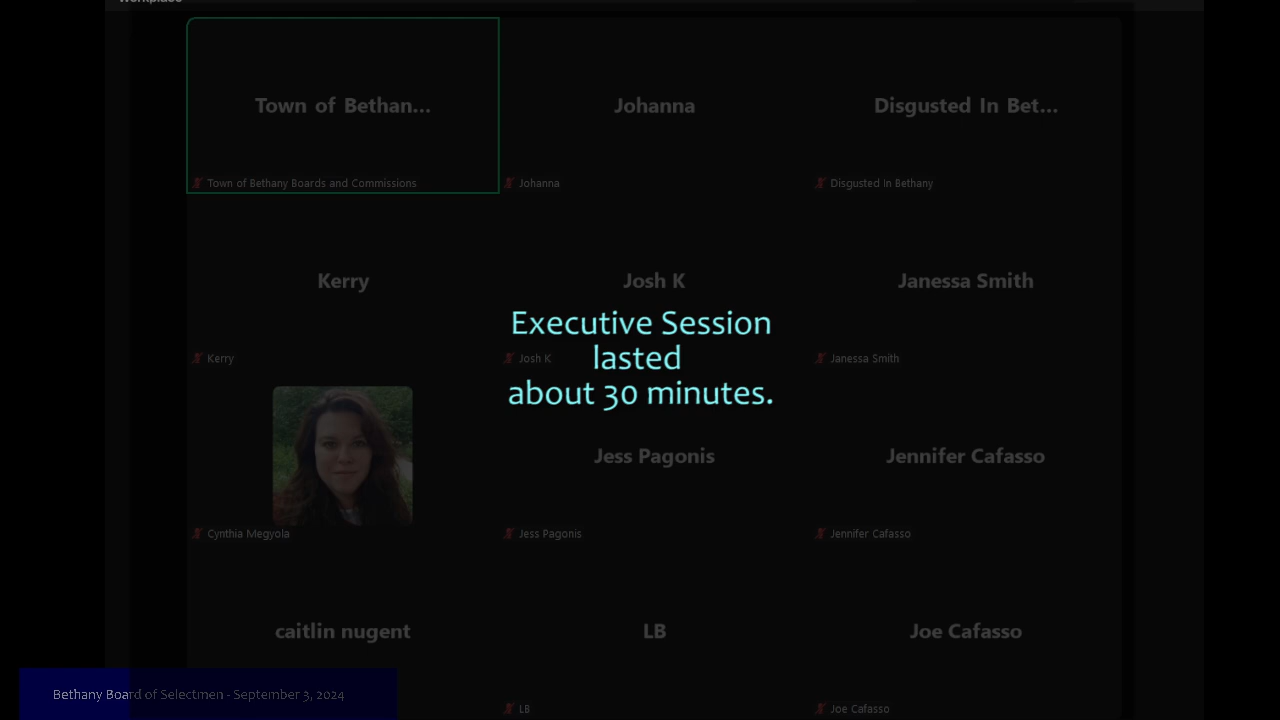 Workplace
Town of Bethan...
Johanna
Disgusted In Bet...
Town of Bethany Boards and Commissions
Johanna
Disgusted In Bethany
Kerry
Josh K
Janessa Smith
Executive Session
lasted
about 30 minutes.
Kerry
Josh K
Janessa Smith
Jess Pagonis
Jennifer Cafasso
Cynthia Megyola
Jess Pagonis
Jennifer Cafasso
caitlin nugent
LB
Joe Cafasso
Bethany Board of Selectmen - September 3, 2024
LB
Joe Cafasso